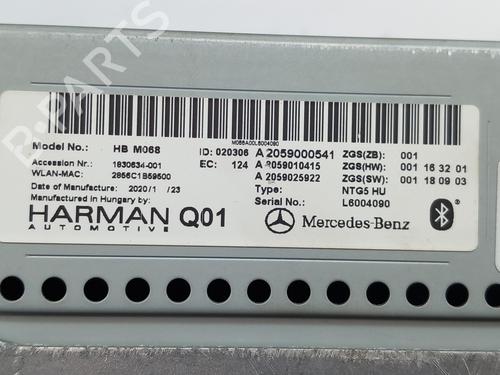 M068A00L6004090
Model No.: HB M068 ID: 020306 A 2059000541 ZGS(ZB): 001
Accession No.: 1830634-001 EC: 124 A 2059010415 ZGS(HW): 001 16 32 01
WLAN-MAC: 2856C1B59500 A 2059025922 ZGS(SW): 001 18 09 03
Date of Manufacture: 2020/1 /23 Type: NTG5 HU
Manufactured in Hungary by: Serial No.: L6004090
HARMAN Q01 Mercedes-Benz
AUTOMOTIVE
B-PARTS